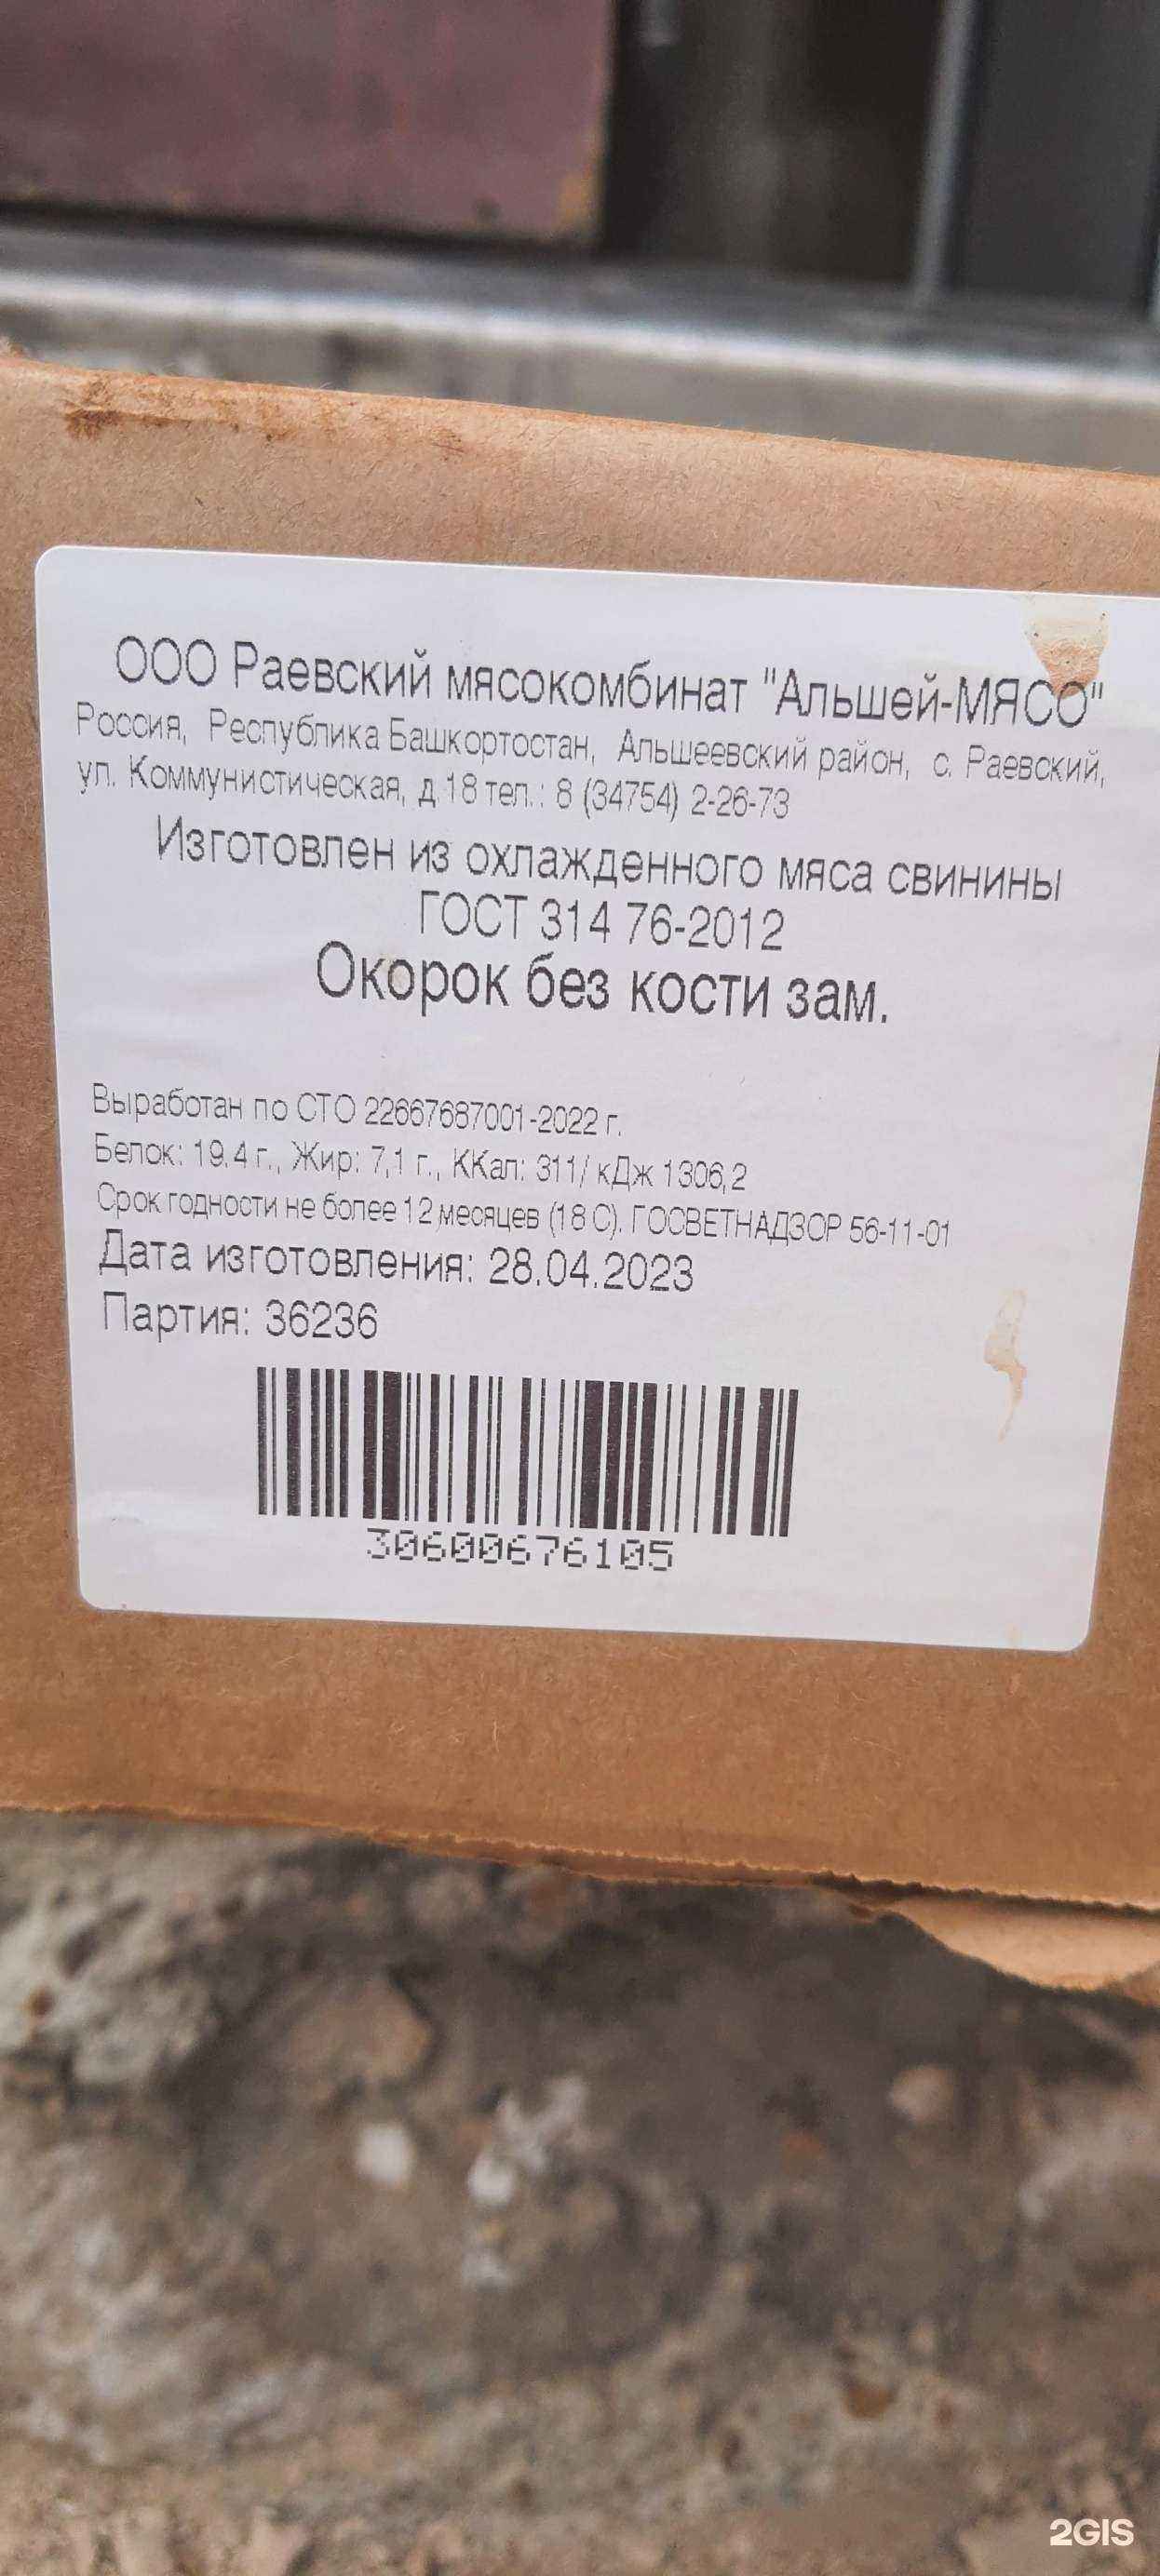 ООО Раевский мясокомбинат "Альшей-МЯСО"
Россия, Республика Башкортостан, Альшеевский район, с. Раевский,
ул. Коммунистическая, д 18 тел.: 8 (34754) 2-26-73
Изготовлен из охлажденного мяса свинины
ГОСТ 314 76-2012
Окорок без кости зам.
Выработан по СТО 22667687001-2022 г.
Белок: 19.4 г., Жир: 7,1 г., ККал: 311/ кДж 1306,2
Срок годности не более 12 месяцев (18 С). ГОСВЕТНАДЗОР 56-11-01
Дата изготовления: 28.04.2023
Партия: 36236
30600676105
2GIS